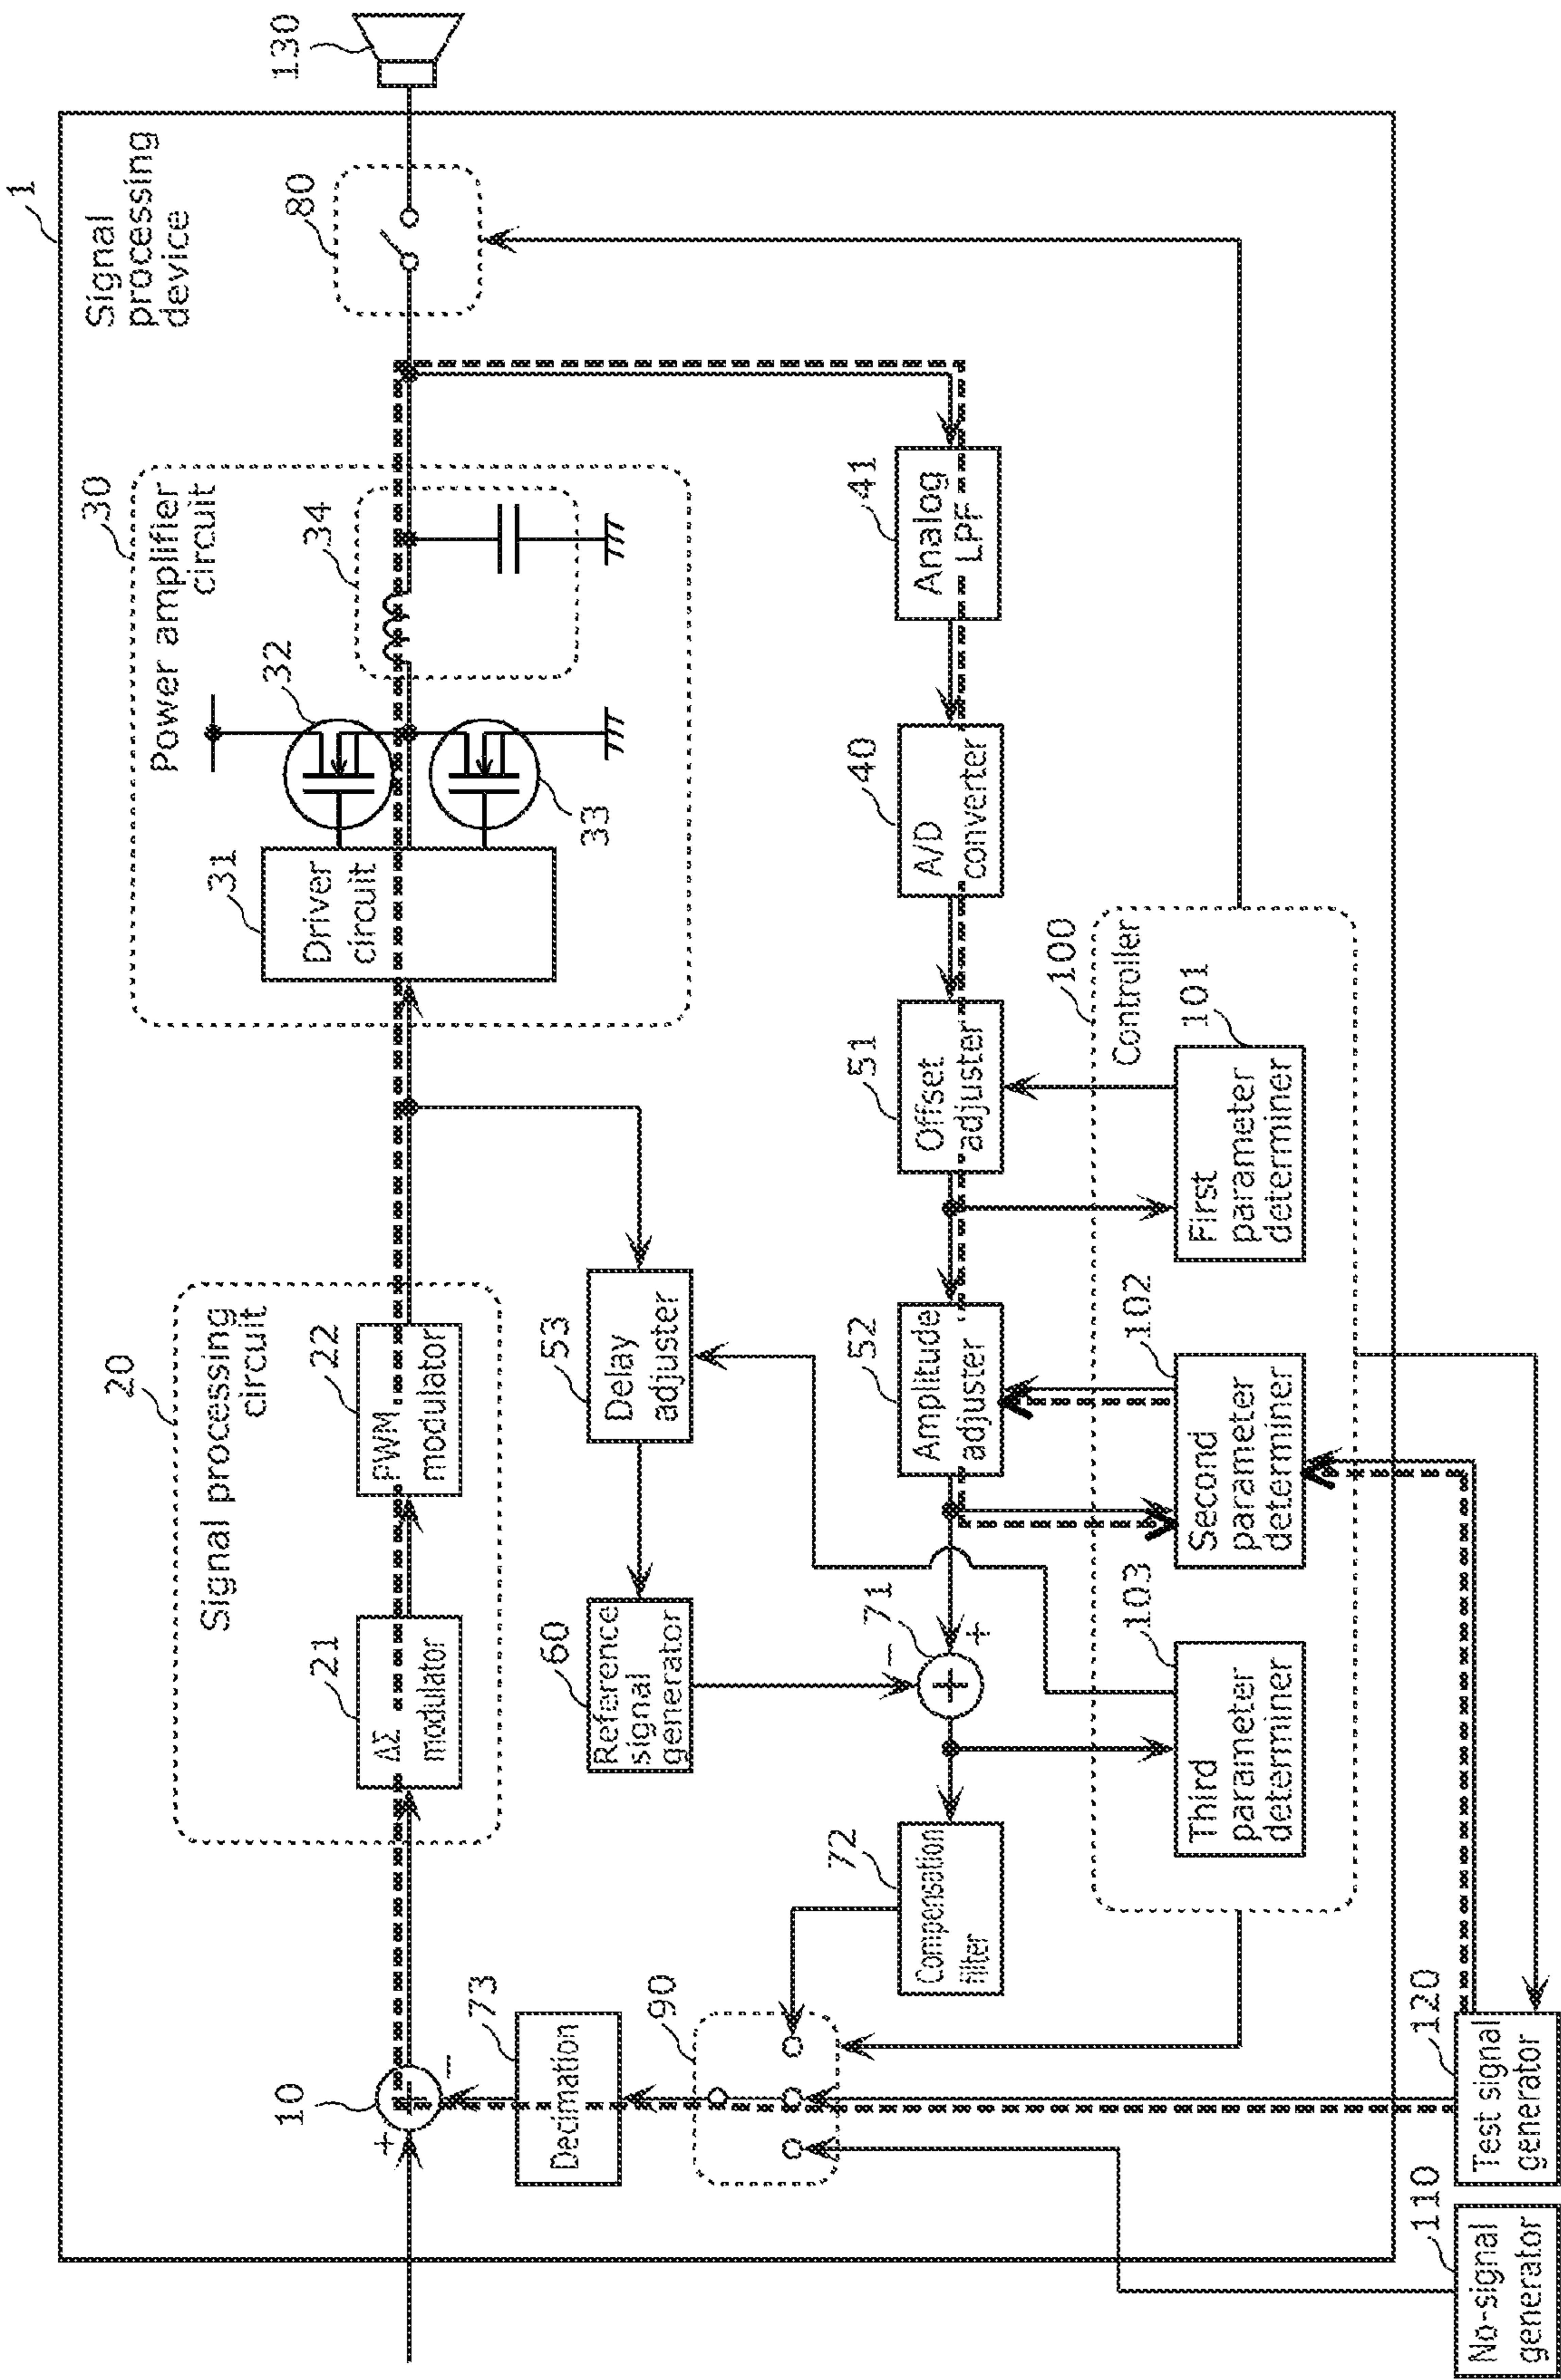 1
Signal
processing
device
130
80
30
Power amplifier
circuit
34
32
33
31
Driver
circuit
20
Signal processing
circuit
22
PWM
modulator
21
ΔΣ
modulator
10
+
−
41
Analog
LPF
40
A/D
converter
51
Offset
adjuster
52
Amplitude
adjuster
53
Delay
adjuster
60
Reference
signal
generator
71
−
+
72
Compensation
filter
73
Decimation
90
100
Controller
101
First
parameter
determiner
102
Second
parameter
determiner
103
Third
parameter
determiner
120
Test signal
generator
110
No-signal
generator